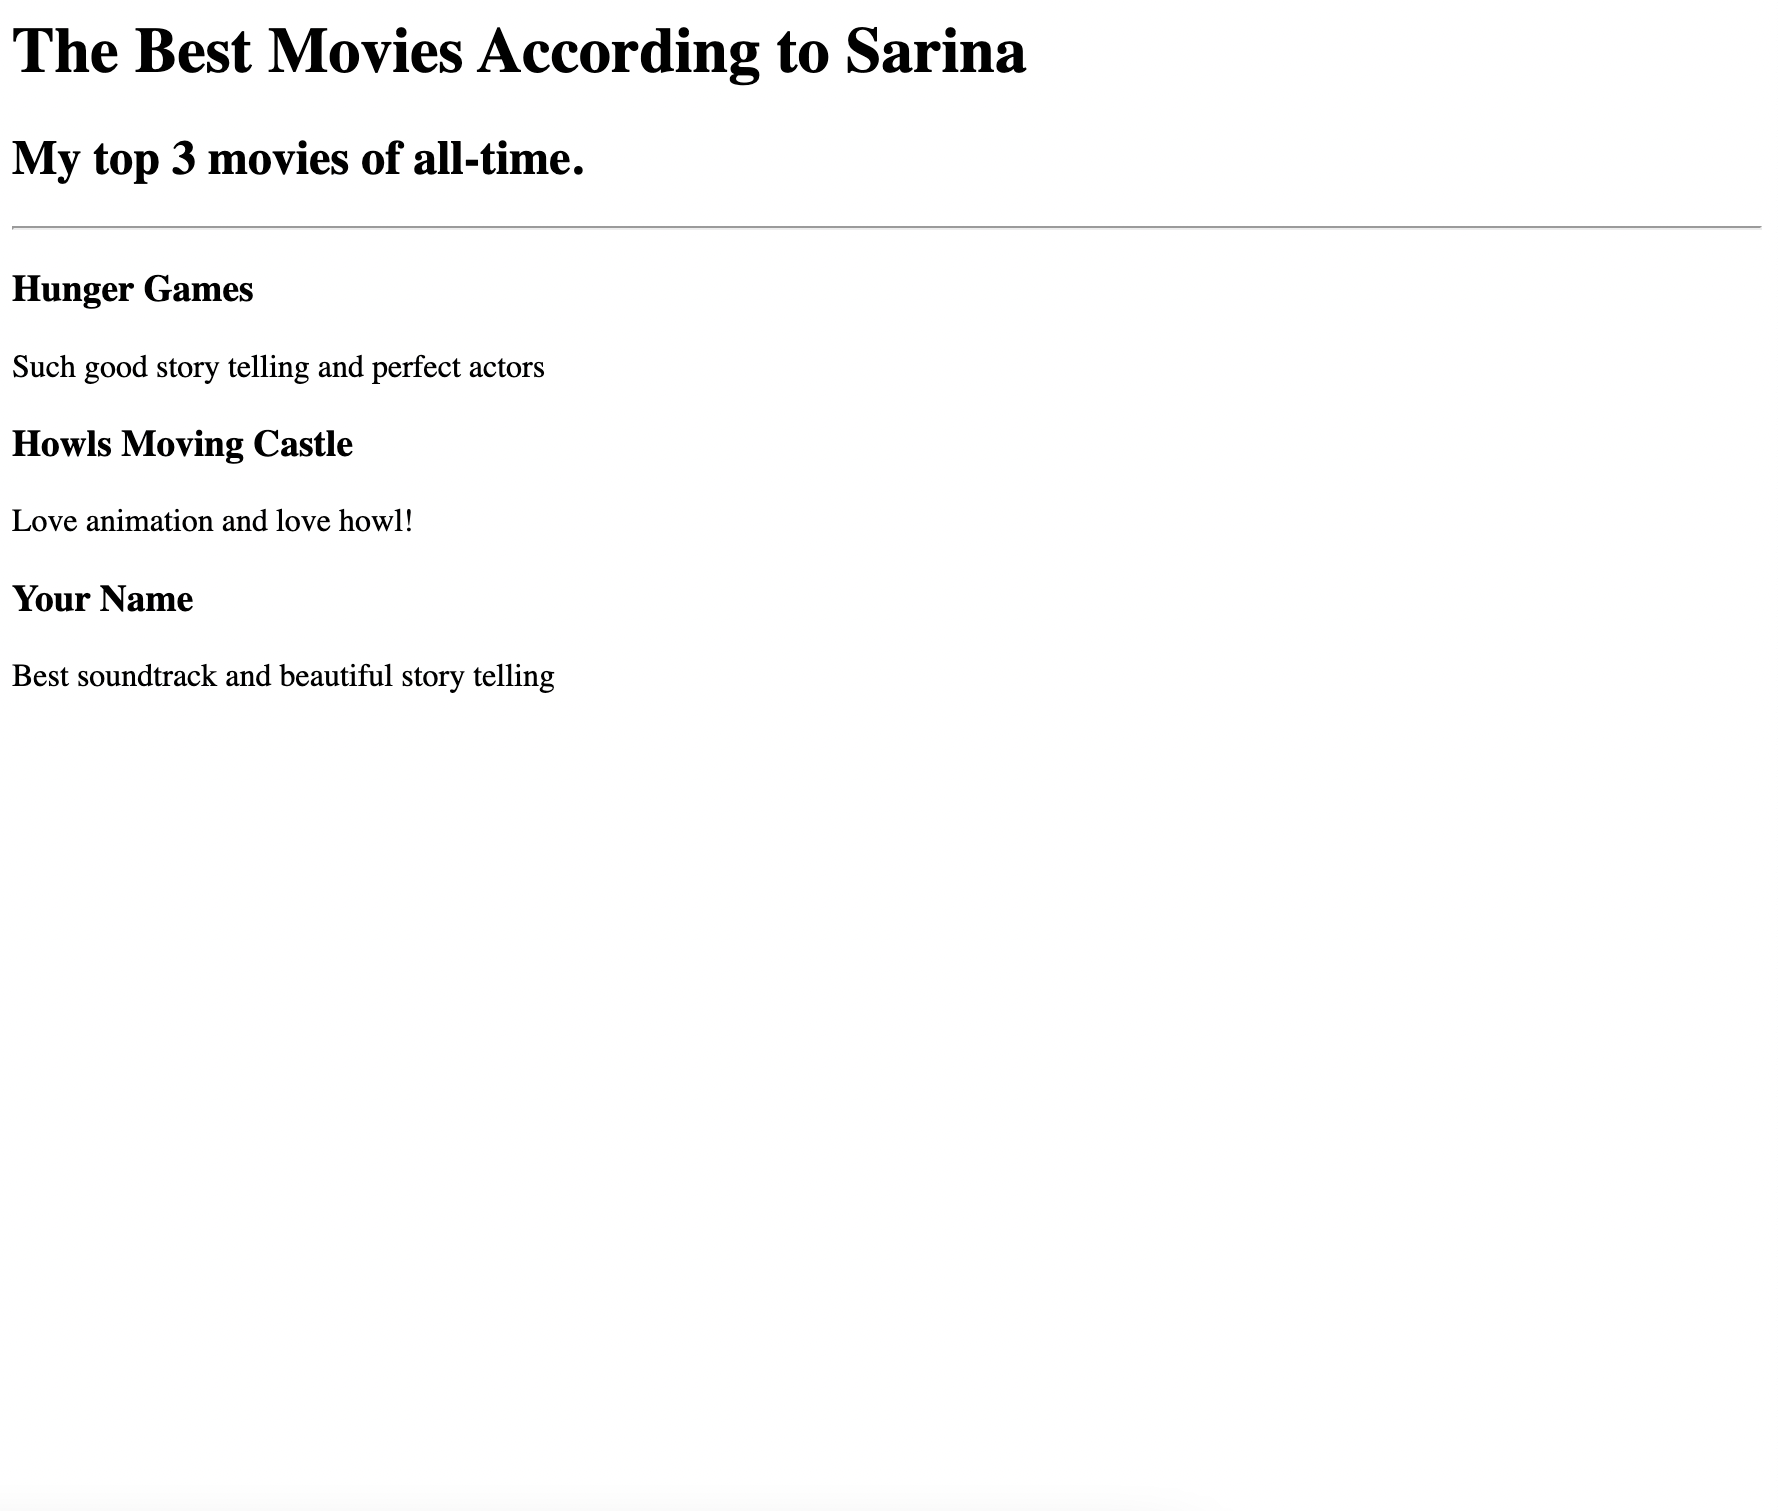 The Best Movies According to Sarina
My top 3 movies of all-time.
Hunger Games
Such good story telling and perfect actors
Howls Moving Castle
Love animation and love howl!
Your Name
Best soundtrack and beautiful story telling